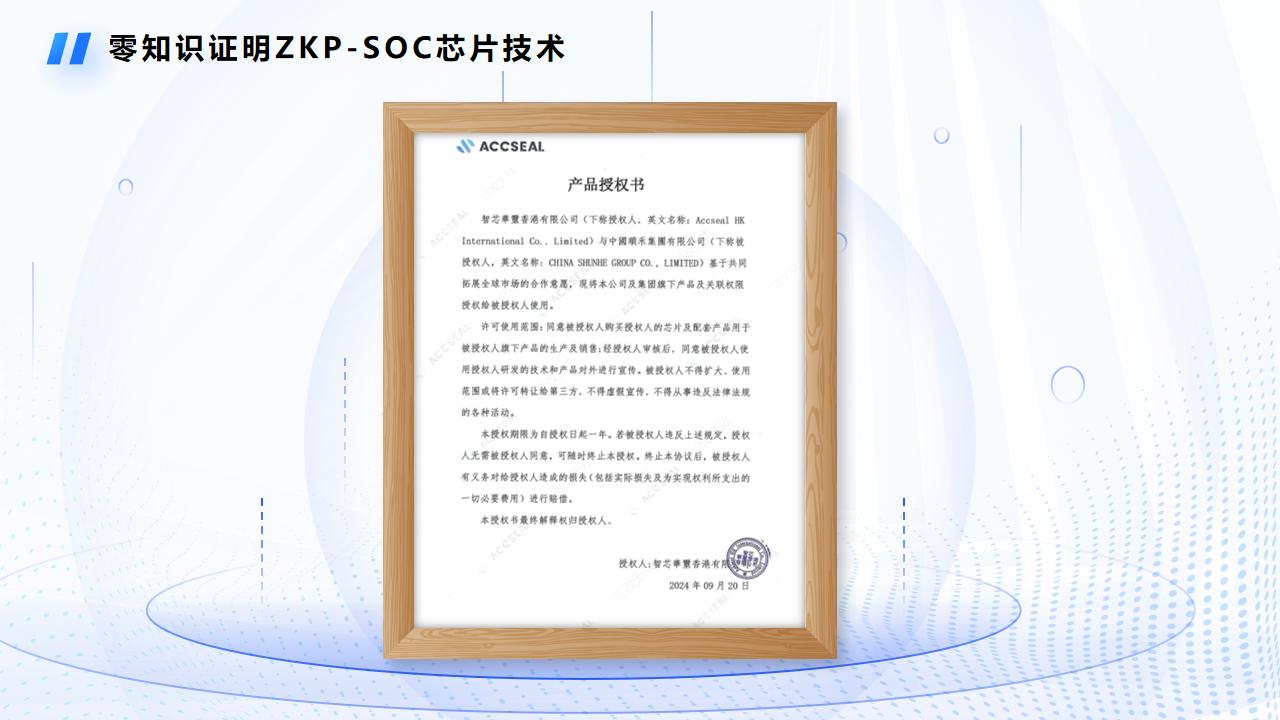 零知识证明ZKP-SOC芯片技术
ACCSEAL
产品授权书
智芯華璽香港有限公司（下称授权人、英文名称：Accseal HK
International Co., Limited）与中國順禾集團有限公司（下称被
授权人，英文名称：CHINA SHUNHE GROUP CO., LIMITED）基于共同
拓展全球市场的合作意愿，现将本公司及集团旗下产品及关联权限
授权给被授权人使用。
许可使用范围：同意被授权人购买授权人的芯片及配套产品用于
被授权人旗下产品的生产及销售；经授权人审核后，同意被授权人使
用授权人研发的技术和产品对外进行宣传。被授权人不得扩大、使用
范围或将许可转让给第三方，不得虚假宣传，不得从事违反法律法规
的各种活动。
本授权期限为自授权日起一年。若被授权人违反上述规定，授权
人无需被授权人同意，可随时终止本授权。终止本协议后，被授权人
有义务对给授权人造成的损失（包括实际损失及为实现权利所支出的
一切必要费用）进行赔偿。
本授权书最终解释权归授权人。
授权人：智芯華璽香港有限
2024 年 09 月 20 日